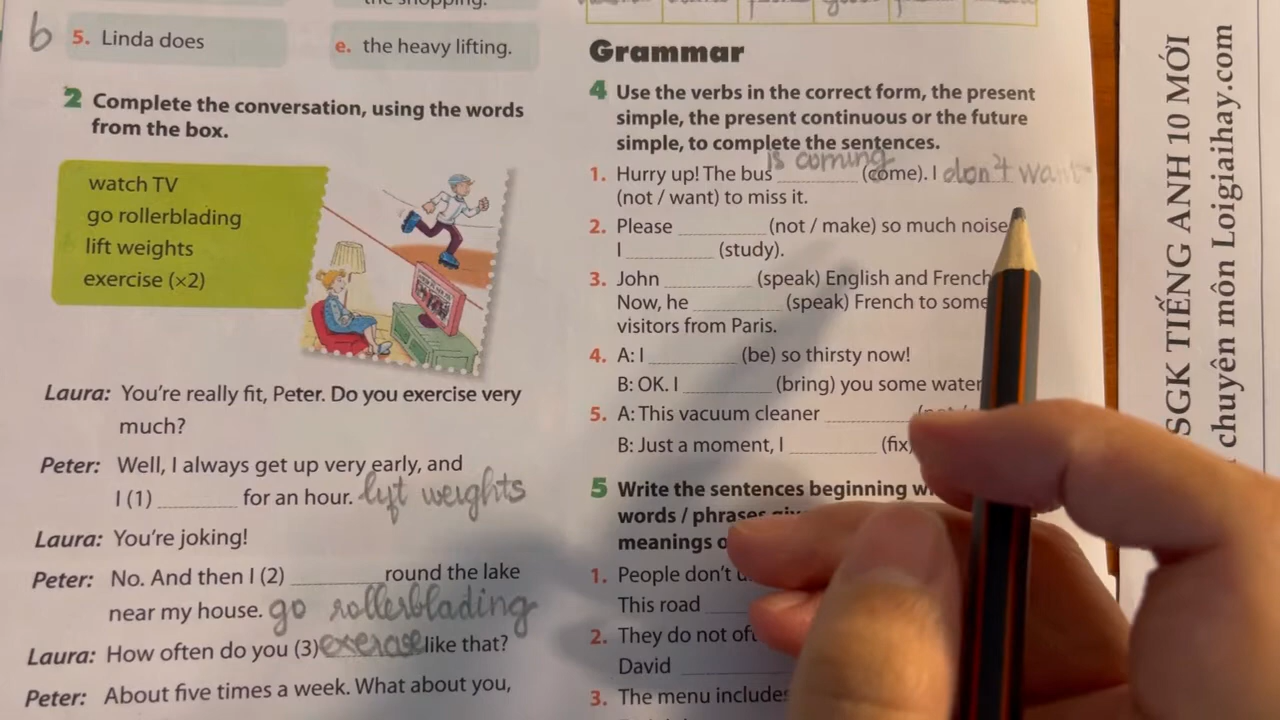 the shopping.
b 5. Linda does
e. the heavy lifting.
2 Complete the conversation, using the words
from the box.
watch TV
go rollerblading
lift weights
exercise (×2)
Laura: You're really fit, Peter. Do you exercise very
much?
Peter: Well, I always get up very early, and
I (1) ________ for an hour. lift weights
Laura: You're joking!
Peter: No. And then I (2) ________ round the lake
near my house. go rollerblading
Laura: How often do you (3) exercise like that?
Peter: About five times a week. What about you,
Grammar
4 Use the verbs in the correct form, the present
simple, the present continuous or the future
simple, to complete the sentences.
is coming
1. Hurry up! The bus ________ (come). I don't want
(not / want) to miss it.
2. Please ________ (not / make) so much noise
I ________ (study).
3. John ________ (speak) English and French
Now, he ________ (speak) French to some
visitors from Paris.
4. A: I ________ (be) so thirsty now!
B: OK. I ________ (bring) you some water
5. A: This vacuum cleaner ________
B: Just a moment, I ________ (fix)
5 Write the sentences beginning
words / phrases
meanings
1. People don't
This road ____
2. They do not
David ________
3. The menu includes
SGK TIẾNG ANH 10 MỚI
chuyên môn Loigiaihay.com